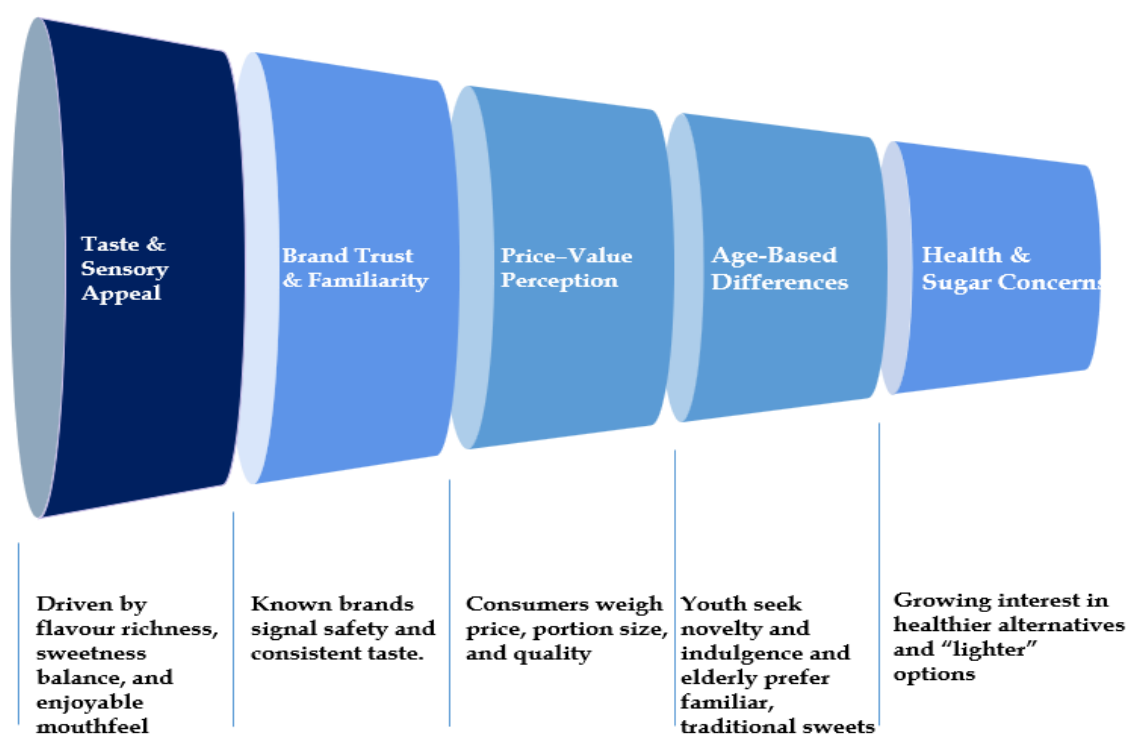 Taste &
Sensory
Appeal
Brand Trust
& Familiarity
Price–Value
Perception
Age-Based
Differences
Health &
Sugar Concerns
Driven by
flavour richness,
sweetness
balance, and
enjoyable
mouthfeel
Known brands
signal safety and
consistent taste.
Consumers weigh
price, portion size,
and quality
Youth seek
novelty and
indulgence and
elderly prefer
familiar,
traditional sweets
Growing interest in
healthier alternatives
and “lighter”
options